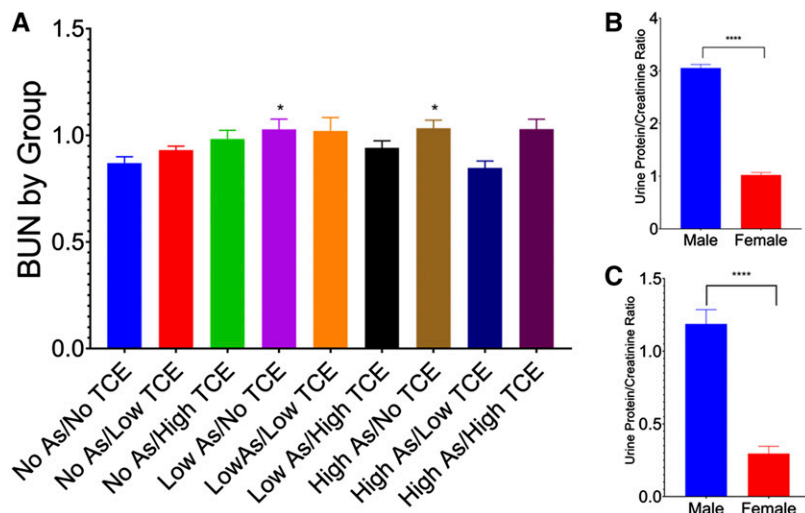 A
BUN by Group
1.5
1.0
0.5
0.0
*
*
No As/No TCE
No As/Low TCE
No As/High TCE
Low As/No TCE
LowAs/Low TCE
Low As/High TCE
High As/No TCE
High As/Low TCE
High As/High TCE
B
Urine Protein/Creatinine Ratio
4
3
2
1
0
****
Male Female
C
Urine Protein/Creatinine Ratio
1.5
1.2
0.5
0.3
0.0
****
Male Female